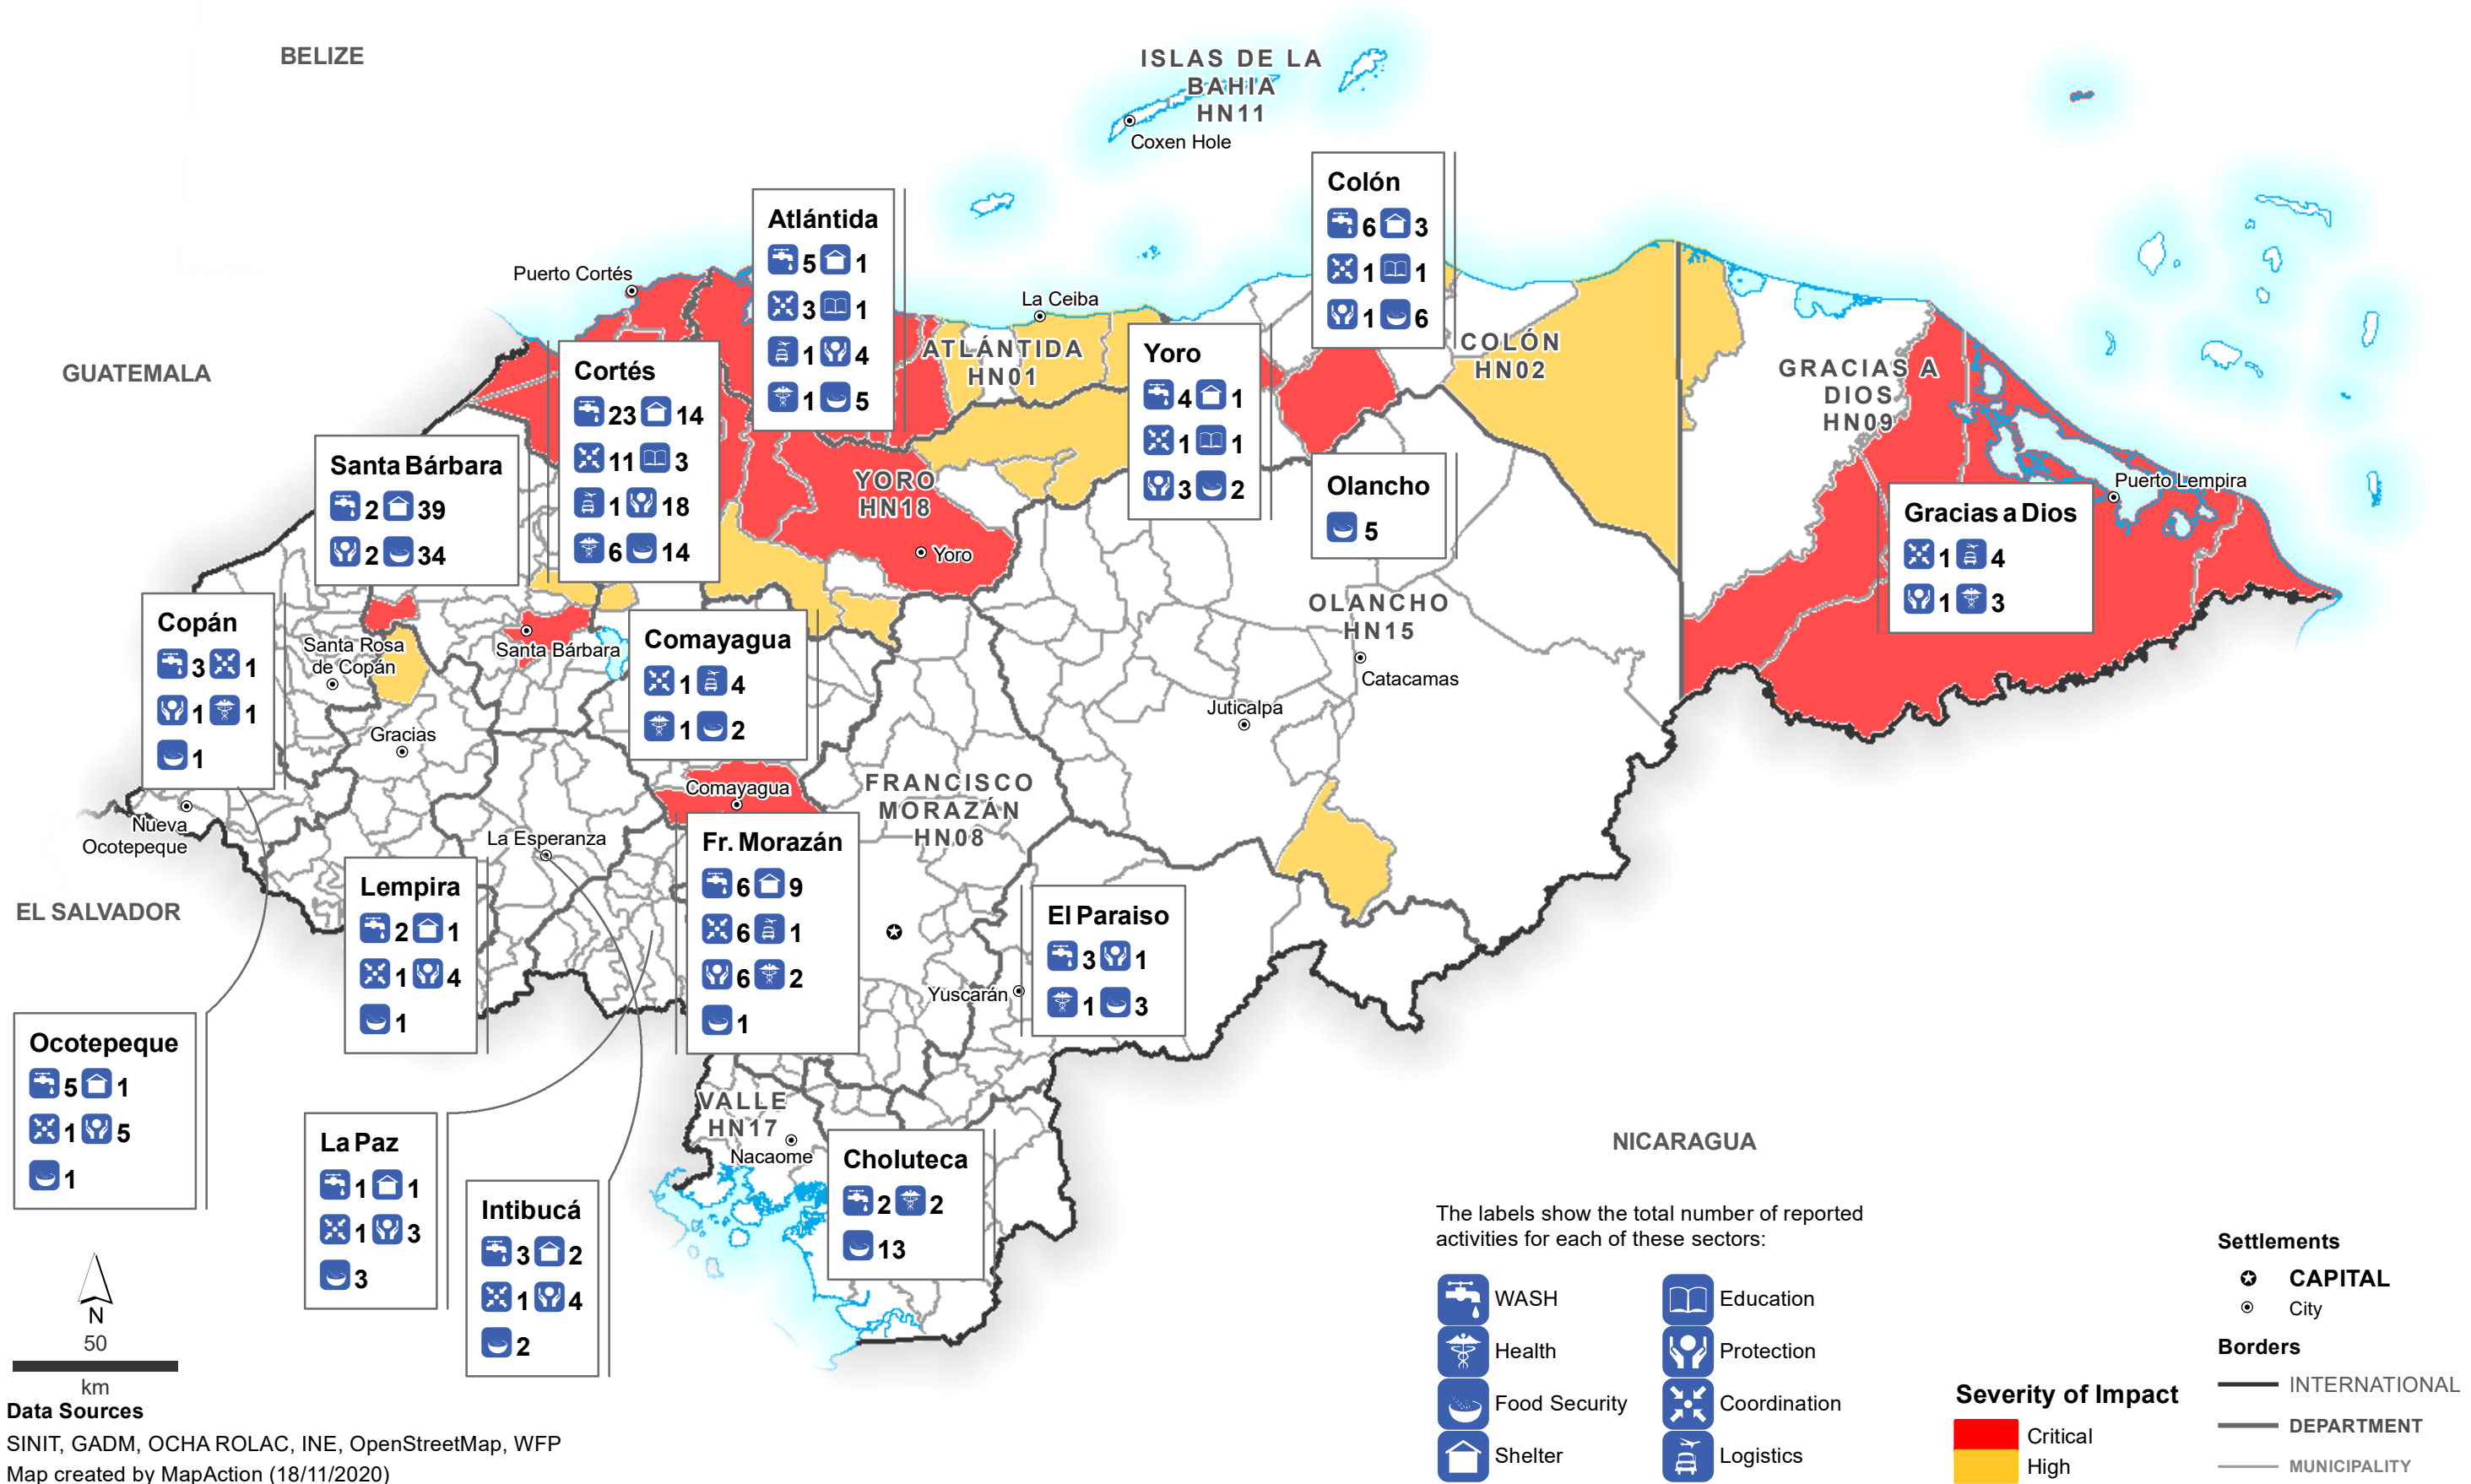 BELIZE
ISLAS DE LA
BAHIA
HN11
Coxen Hole
Colón
6 3
1 1
1 6
Atlántida
5 1
3 1
1 4
1 5
Puerto Cortés
La Ceiba
ATLÁNTIDA
HN01
COLÓN
HN02
GRACIAS A
DIOS
HN09
GUATEMALA
Cortés
23 14
11 3
1 18
6 14
Yoro
4 1
1 1
3 2
Santa Bárbara
2 39
2 34
YORO
HN18
Yoro
Olancho
5
Puerto Lempira
Gracias a Dios
1 4
1 3
Copán
3 1
1 1
1
Santa Rosa
de Copán
Santa Bárbara
Comayagua
1 4
1 2
OLANCHO
HN15
Catacamas
Juticalpa
Gracias
Comayagua
FRANCISCO
MORAZÁN
HN08
Nueva
Ocotepeque
La Esperanza
EL SALVADOR
Lempira
2 1
1 4
1
Fr. Morazán
6 9
6 1
6 2
1
El Paraiso
3 1
1 3
Yuscarán
Ocotepeque
5 1
1 5
1
La Paz
1 1
1 3
3
Intibucá
3 2
1 4
2
VALLE
HN17
Nacaome
Choluteca
2 2
13
NICARAGUA
The labels show the total number of reported
activities for each of these sectors:
WASH
Education
Health
Protection
Food Security
Coordination
Shelter
Logistics
Severity of Impact
Critical
High
Settlements
CAPITAL
City
Borders
INTERNATIONAL
DEPARTMENT
MUNICIPALITY
N
50
km
Data Sources
SINIT, GADM, OCHA ROLAC, INE, OpenStreetMap, WFP
Map created by MapAction (18/11/2020)